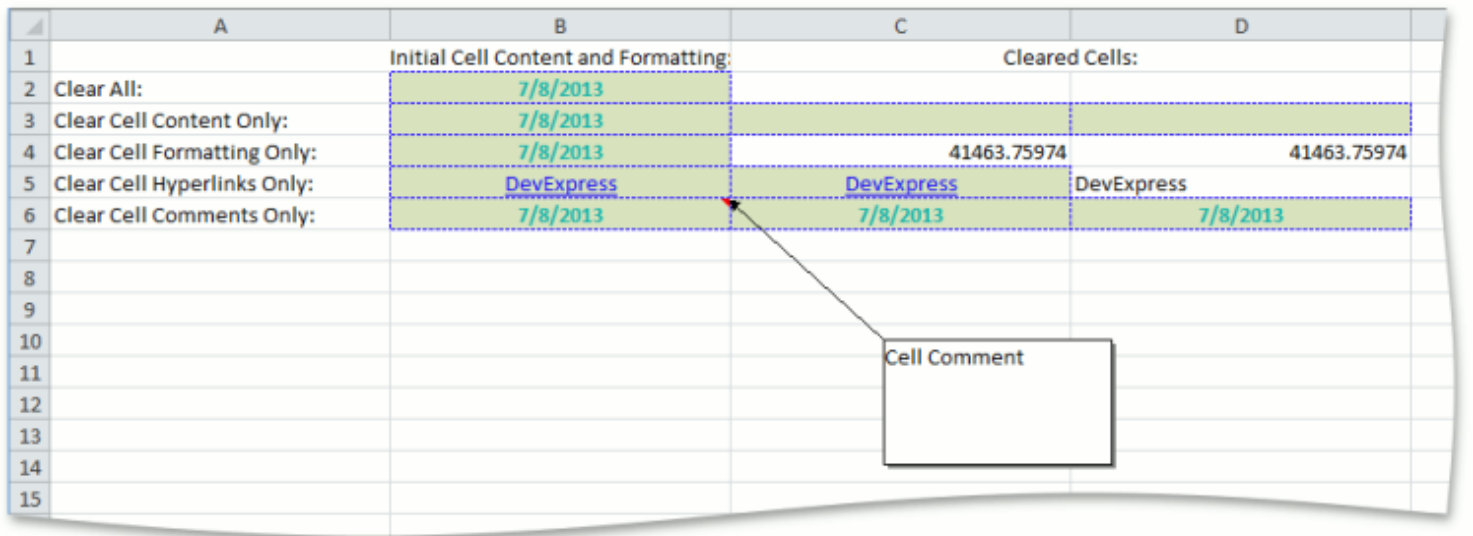 A B C D
1 Initial Cell Content and Formatting: Cleared Cells:
2 Clear All: 7/8/2013
3 Clear Cell Content Only: 7/8/2013
4 Clear Cell Formatting Only: 7/8/2013 41463.75974 41463.75974
5 Clear Cell Hyperlinks Only: DevExpress DevExpress DevExpress
6 Clear Cell Comments Only: 7/8/2013 7/8/2013 7/8/2013
7
8
9
10
Cell Comment
11
12
13
14
15